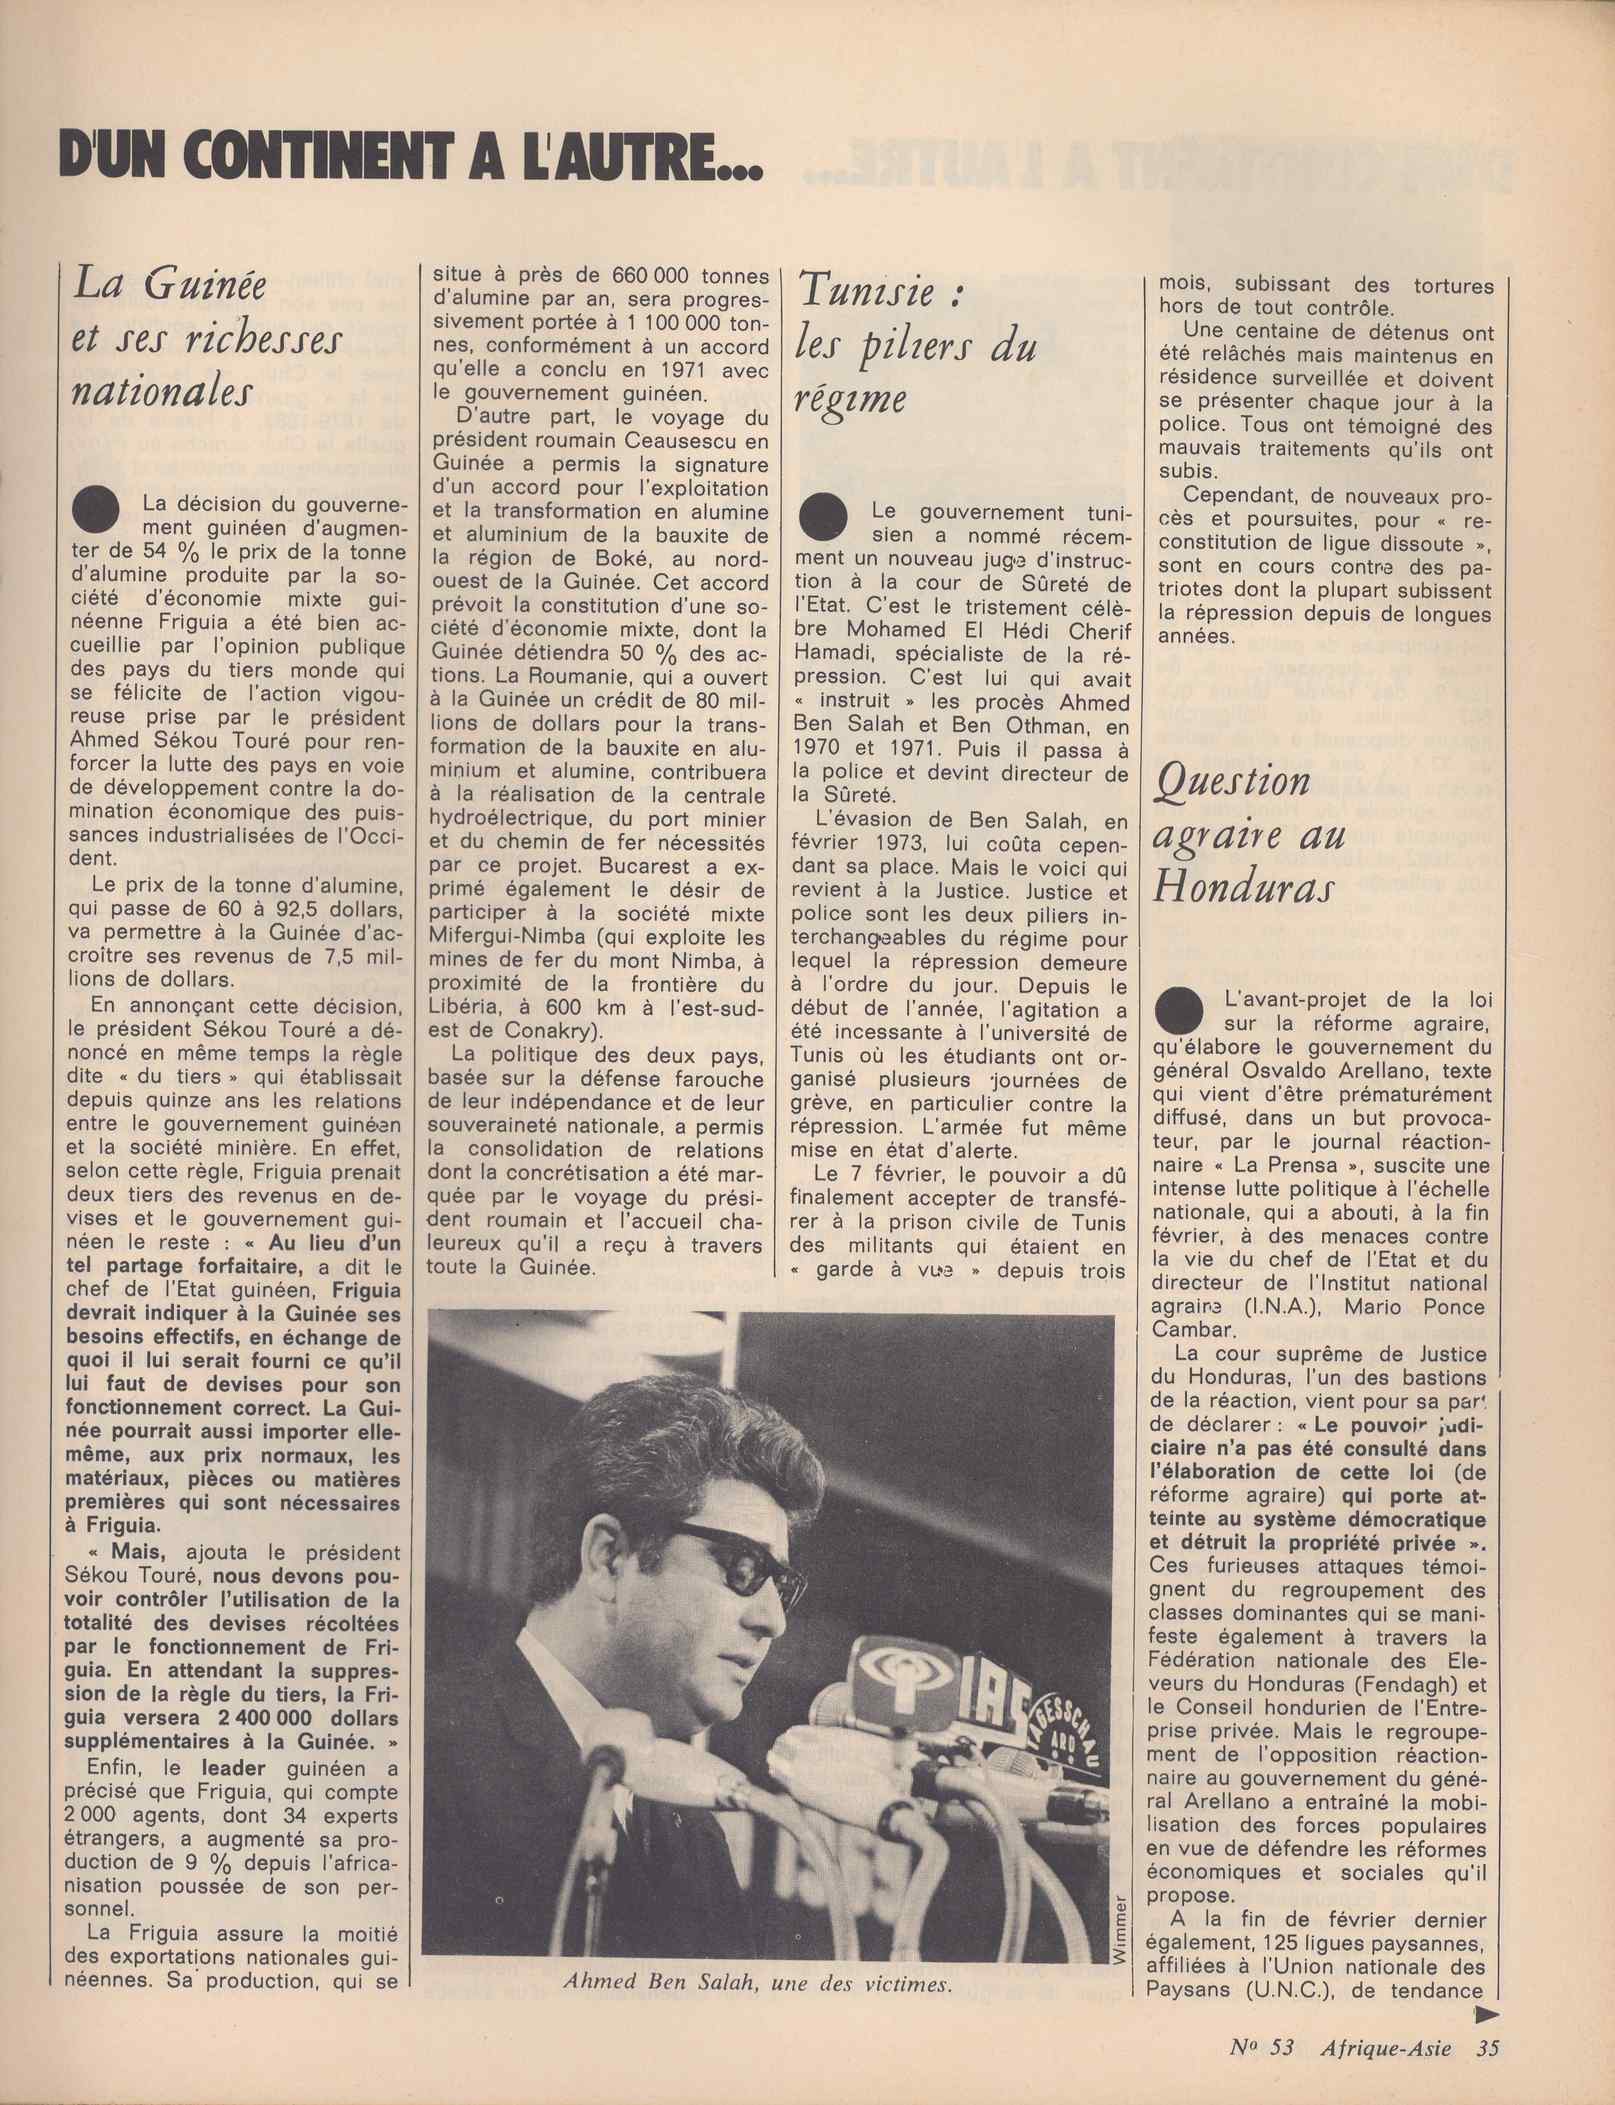 D'UN CONTINENT A L'AUTRE...
La Guinée
et ses richesses
nationales
La décision du gouverne-
ment guinéen d'augmen-
ter de 54 % le prix de la tonne
d'alumine produite par la so-
ciété d'économie mixte gui-
néenne Friguia a été bien ac-
cueillie par l'opinion publique
des pays du tiers monde qui
se félicite de l'action vigou-
reuse prise par le président
Ahmed Sékou Touré pour ren-
forcer la lutte des pays en voie
de développement contre la do-
mination économique des puis-
sances industrialisées de l'Occi-
dent.
Le prix de la tonne d'alumine,
qui passe de 60 à 92,5 dollars,
va permettre à la Guinée d'ac-
croître ses revenus de 7,5 mil-
lions de dollars.
En annonçant cette décision,
le président Sékou Touré a dé-
noncé en même temps la règle
dite « du tiers » qui établissait
depuis quinze ans les relations
entre le gouvernement guinéen
et la société minière. En effet,
selon cette règle, Friguia prenait
deux tiers des revenus en de-
vises et le gouvernement gui-
néen le reste : « Au lieu d'un
tel partage forfaitaire, a dit le
chef de l'Etat guinéen, Friguia
devrait indiquer à la Guinée ses
besoins effectifs, en échange de
quoi il lui serait fourni ce qu'il
lui faut de devises pour son
fonctionnement correct. La Gui-
née pourrait aussi importer elle-
même, aux prix normaux, les
matériaux, pièces ou matières
premières qui sont nécessaires
à Friguia.
« Mais, ajouta le président
Sékou Touré, nous devons pou-
voir contrôler l'utilisation de la
totalité des devises récoltées
par le fonctionnement de Fri-
guia. En attendant la suppres-
sion de la règle du tiers, la Fri-
guia versera 2 400 000 dollars
supplémentaires à la Guinée. »
Enfin, le leader guinéen a
précisé que Friguia, qui compte
2 000 agents, dont 34 experts
étrangers, a augmenté sa pro-
duction de 9 % depuis l'africa-
nisation poussée de son per-
sonnel.
La Friguia assure la moitié
des exportations nationales gui-
néennes. Sa production, qui se
situe à près de 660 000 tonnes
d'alumine par an, sera progres-
sivement portée à 1 100 000 ton-
nes, conformément à un accord
qu'elle a conclu en 1971 avec
le gouvernement guinéen.
D'autre part, le voyage du
président roumain Ceausescu en
Guinée a permis la signature
d'un accord pour l'exploitation
et la transformation en alumine
et aluminium de la bauxite de
la région de Boké, au nord-
ouest de la Guinée. Cet accord
prévoit la constitution d'une so-
ciété d'économie mixte, dont la
Guinée détiendra 50 % des ac-
tions. La Roumanie, qui a ouvert
à la Guinée un crédit de 80 mil-
lions de dollars pour la trans-
formation de la bauxite en alu-
minium et alumine, contribuera
à la réalisation de la centrale
hydroélectrique, du port minier
et du chemin de fer nécessités
par ce projet. Bucarest a ex-
primé également le désir de
participer à la société mixte
Mifergui-Nimba (qui exploite les
mines de fer du mont Nimba, à
proximité de la frontière du
Libéria, à 600 km à l'est-sud-
est de Conakry).
La politique des deux pays,
basée sur la défense farouche
de leur indépendance et de leur
souveraineté nationale, a permis
la consolidation de relations
dont la concrétisation a été mar-
quée par le voyage du prési-
dent roumain et l'accueil cha-
leureux qu'il a reçu à travers
toute la Guinée.
Tunisie :
les piliers du
régime
Le gouvernement tuni-
sien a nommé récem-
ment un nouveau juge d'instruc-
tion à la cour de Sûreté de
l'Etat. C'est le tristement célè-
bre Mohamed El Hédi Cherif
Hamadi, spécialiste de la ré-
pression. C'est lui qui avait
« instruit » les procès Ahmed
Ben Salah et Ben Othman, en
1970 et 1971. Puis il passa à
la police et devint directeur de
la Sûreté.
L'évasion de Ben Salah, en
février 1973, lui coûta cepen-
dant sa place. Mais le voici qui
revient à la Justice. Justice et
police sont les deux piliers in-
terchangeables du régime pour
lequel la répression demeure
à l'ordre du jour. Depuis le
début de l'année, l'agitation a
été incessante à l'université de
Tunis où les étudiants ont or-
ganisé plusieurs journées de
grève, en particulier contre la
répression. L'armée fut même
mise en état d'alerte.
Le 7 février, le pouvoir a dû
finalement accepter de transfé-
rer à la prison civile de Tunis
des militants qui étaient en
« garde à vue » depuis trois
mois, subissant des tortures
hors de tout contrôle.
Une centaine de détenus ont
été relâchés mais maintenus en
résidence surveillée et doivent
se présenter chaque jour à la
police. Tous ont témoigné des
mauvais traitements qu'ils ont
subis.
Cependant, de nouveaux pro-
cès et poursuites, pour « re-
constitution de ligue dissoute »,
sont en cours contre des pa-
triotes dont la plupart subissent
la répression depuis de longues
années.
Question
agraire au
Honduras
L'avant-projet de la loi
sur la réforme agraire,
qu'élabore le gouvernement du
général Osvaldo Arellano, texte
qui vient d'être prématurément
diffusé, dans un but provoca-
teur, par le journal réaction-
naire « La Prensa », suscite une
intense lutte politique à l'échelle
nationale, qui a abouti, à la fin
février, à des menaces contre
la vie du chef de l'Etat et du
directeur de l'Institut national
agraire (I.N.A.), Mario Ponce
Cambar.
La cour suprême de Justice
du Honduras, l'un des bastions
de la réaction, vient pour sa part
de déclarer : « Le pouvoir judi-
ciaire n'a pas été consulté dans
l'élaboration de cette loi (de
réforme agraire) qui porte at-
teinte au système démocratique
et détruit la propriété privée ».
Ces furieuses attaques témoi-
gnent du regroupement des
classes dominantes qui se mani-
feste également à travers la
Fédération nationale des Ele-
veurs du Honduras (Fendagh) et
le Conseil hondurien de l'Entre-
prise privée. Mais le regroupe-
ment de l'opposition réaction-
naire au gouvernement du géné-
ral Arellano a entraîné la mobi-
lisation des forces populaires
en vue de défendre les réformes
économiques et sociales qu'il
propose.
A la fin de février dernier
également, 125 ligues paysannes,
affiliées à l'Union nationale des
Paysans (U.N.C.), de tendance
IAS
TAGESSCHAU
ARD
Wimmer
Ahmed Ben Salah, une des victimes.
Nº 53 Afrique-Asie 35